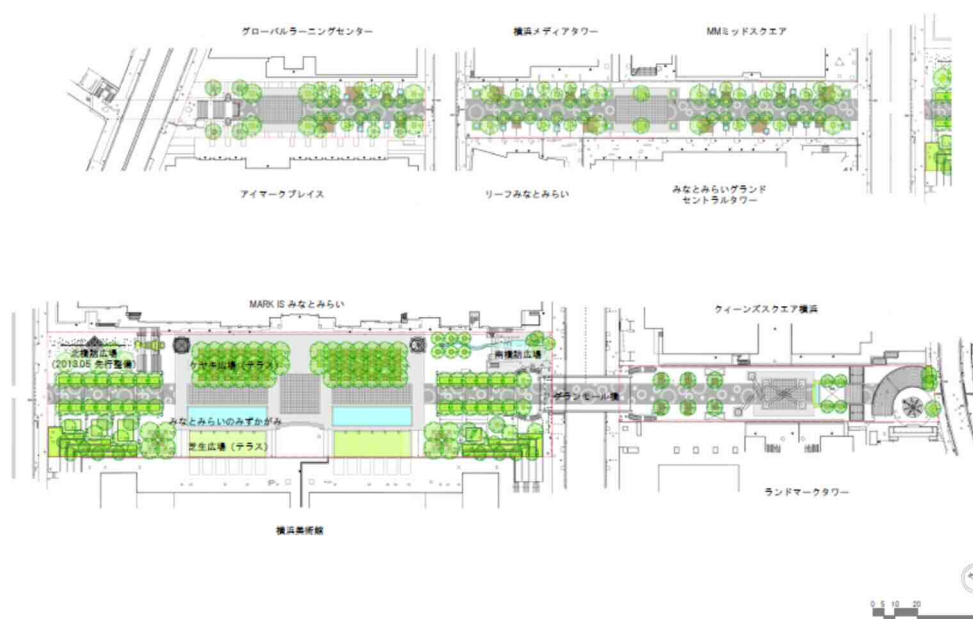 グローバルラーニングセンター
横浜メディアタワー
MMミッドスクエア
アイマークプレイス
リーフみなとみらい
みなとみらいグランド
セントラルタワー
MARK IS みなとみらい
クィーンズスクエア横浜
北橋詰広場
(2013.05 先行整備)
ケヤキ広場 (テラス)
南橋詰広場
グランモール橋
みなとみらいのみずかがみ
芝生広場 (テラス)
ランドマークタワー
横浜美術館
0 5 10 20